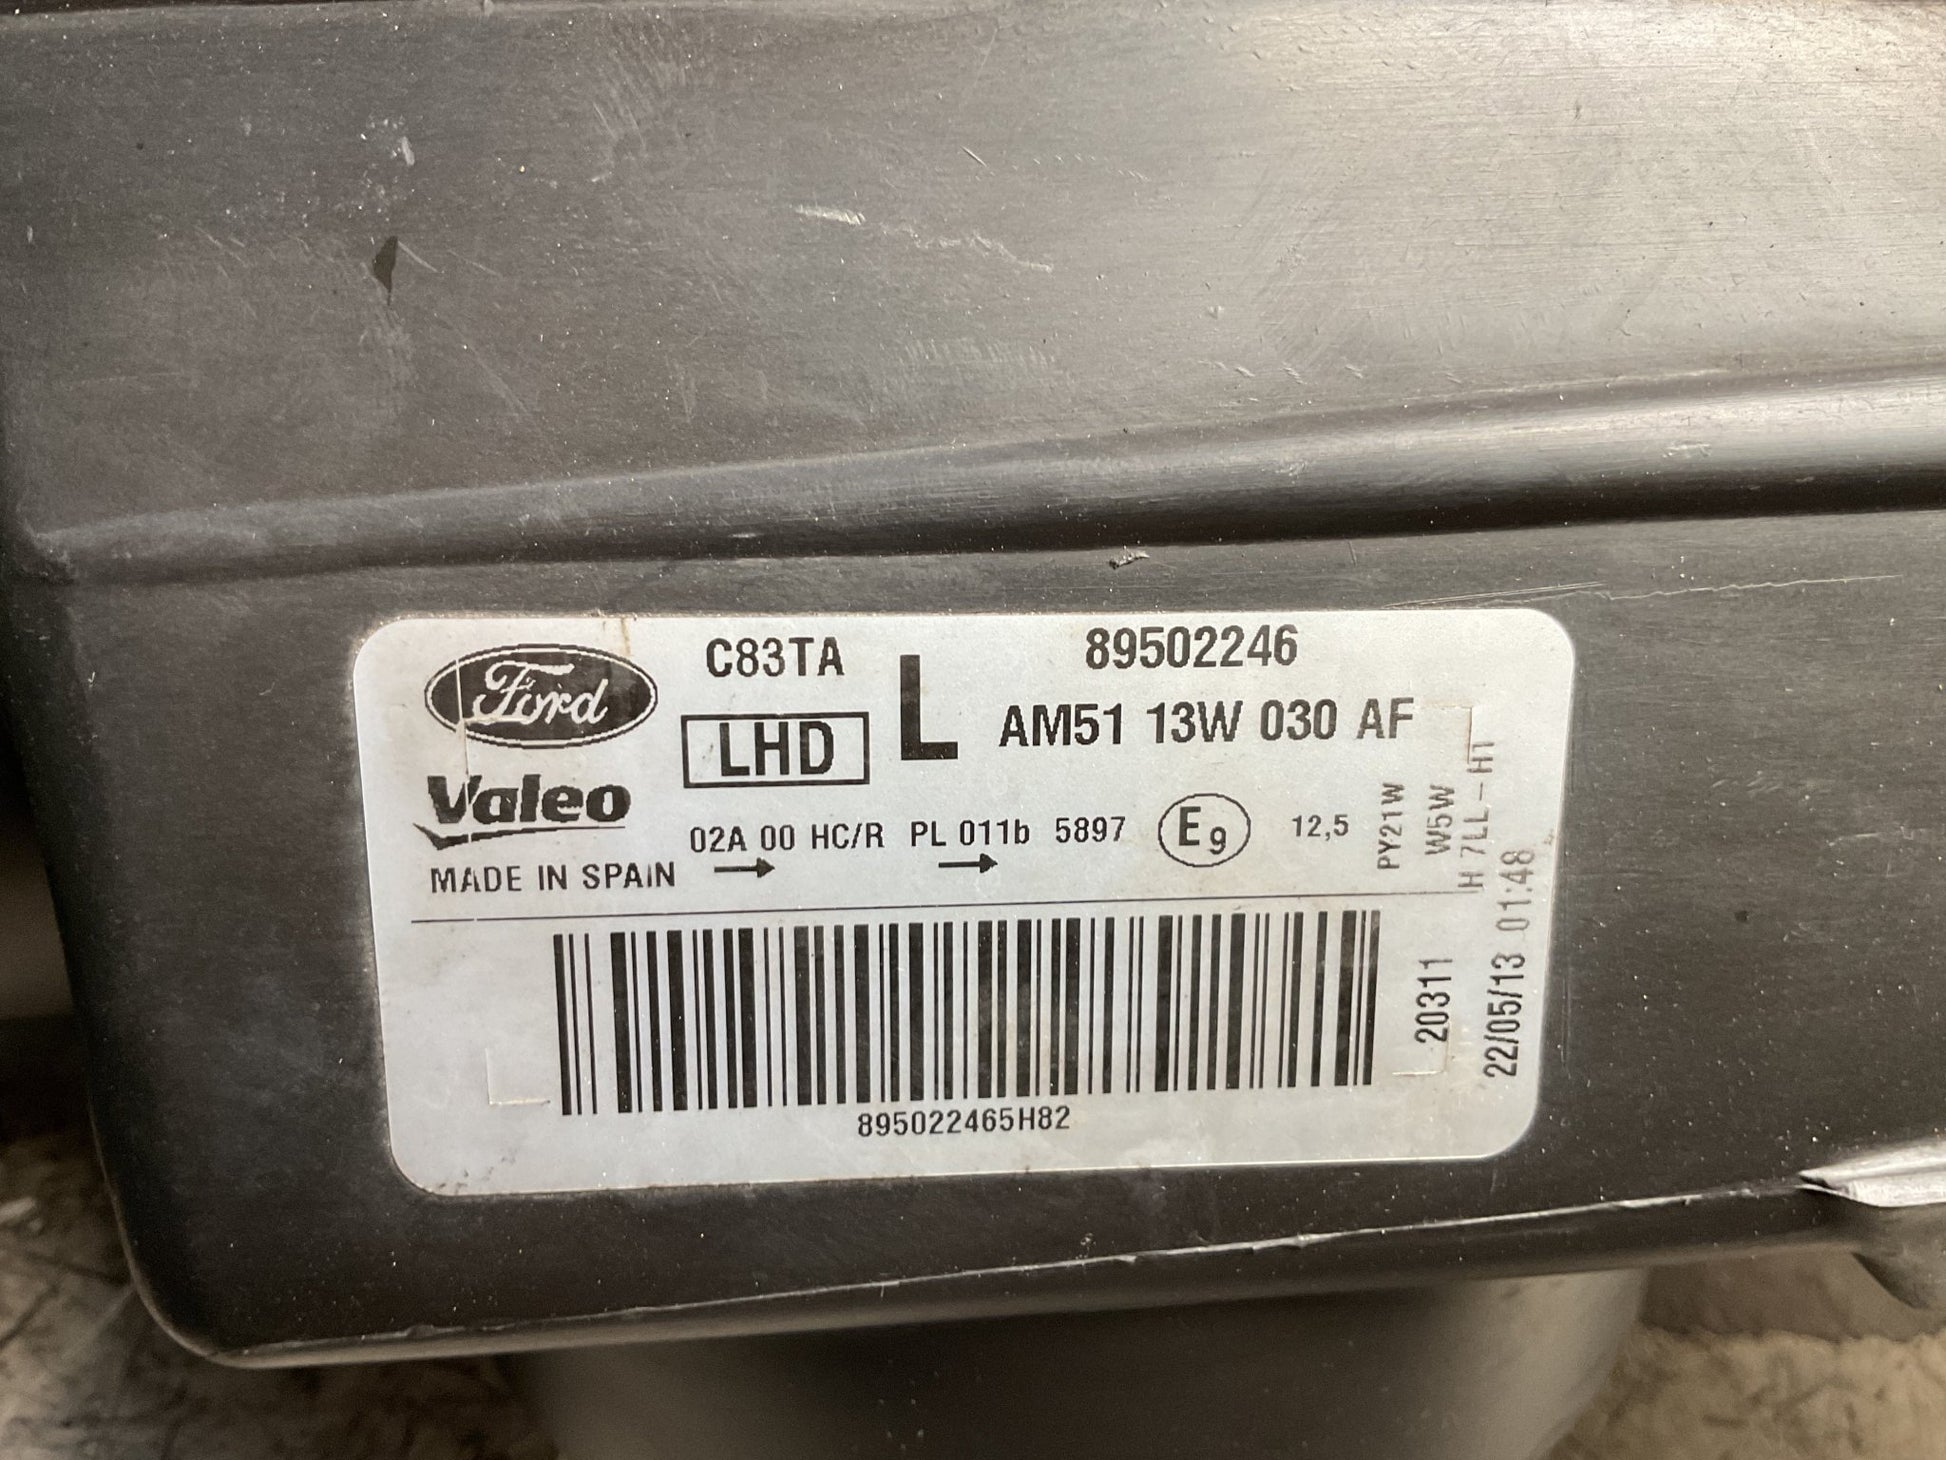 Ford
C83TA
LHD
L
89502246
AM51 13W 030 AF
Valeo
MADE IN SPAIN
02A 00 HC/R PL 011b 5897 E9 12,5
PY21W
W5W
H7LL-H1
20311
22/05/13 01:48
895022465H82